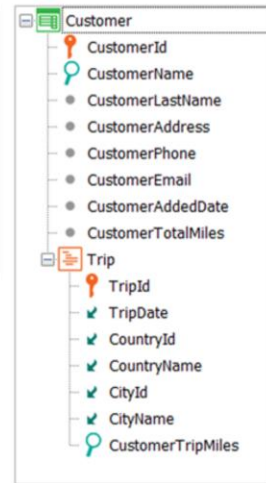 Customer
CustomerId
CustomerName
CustomerLastName
CustomerAddress
CustomerPhone
CustomerEmail
CustomerAddedDate
CustomerTotalMiles
Trip
TripId
TripDate
CountryId
CountryName
CityId
CityName
CustomerTripMiles